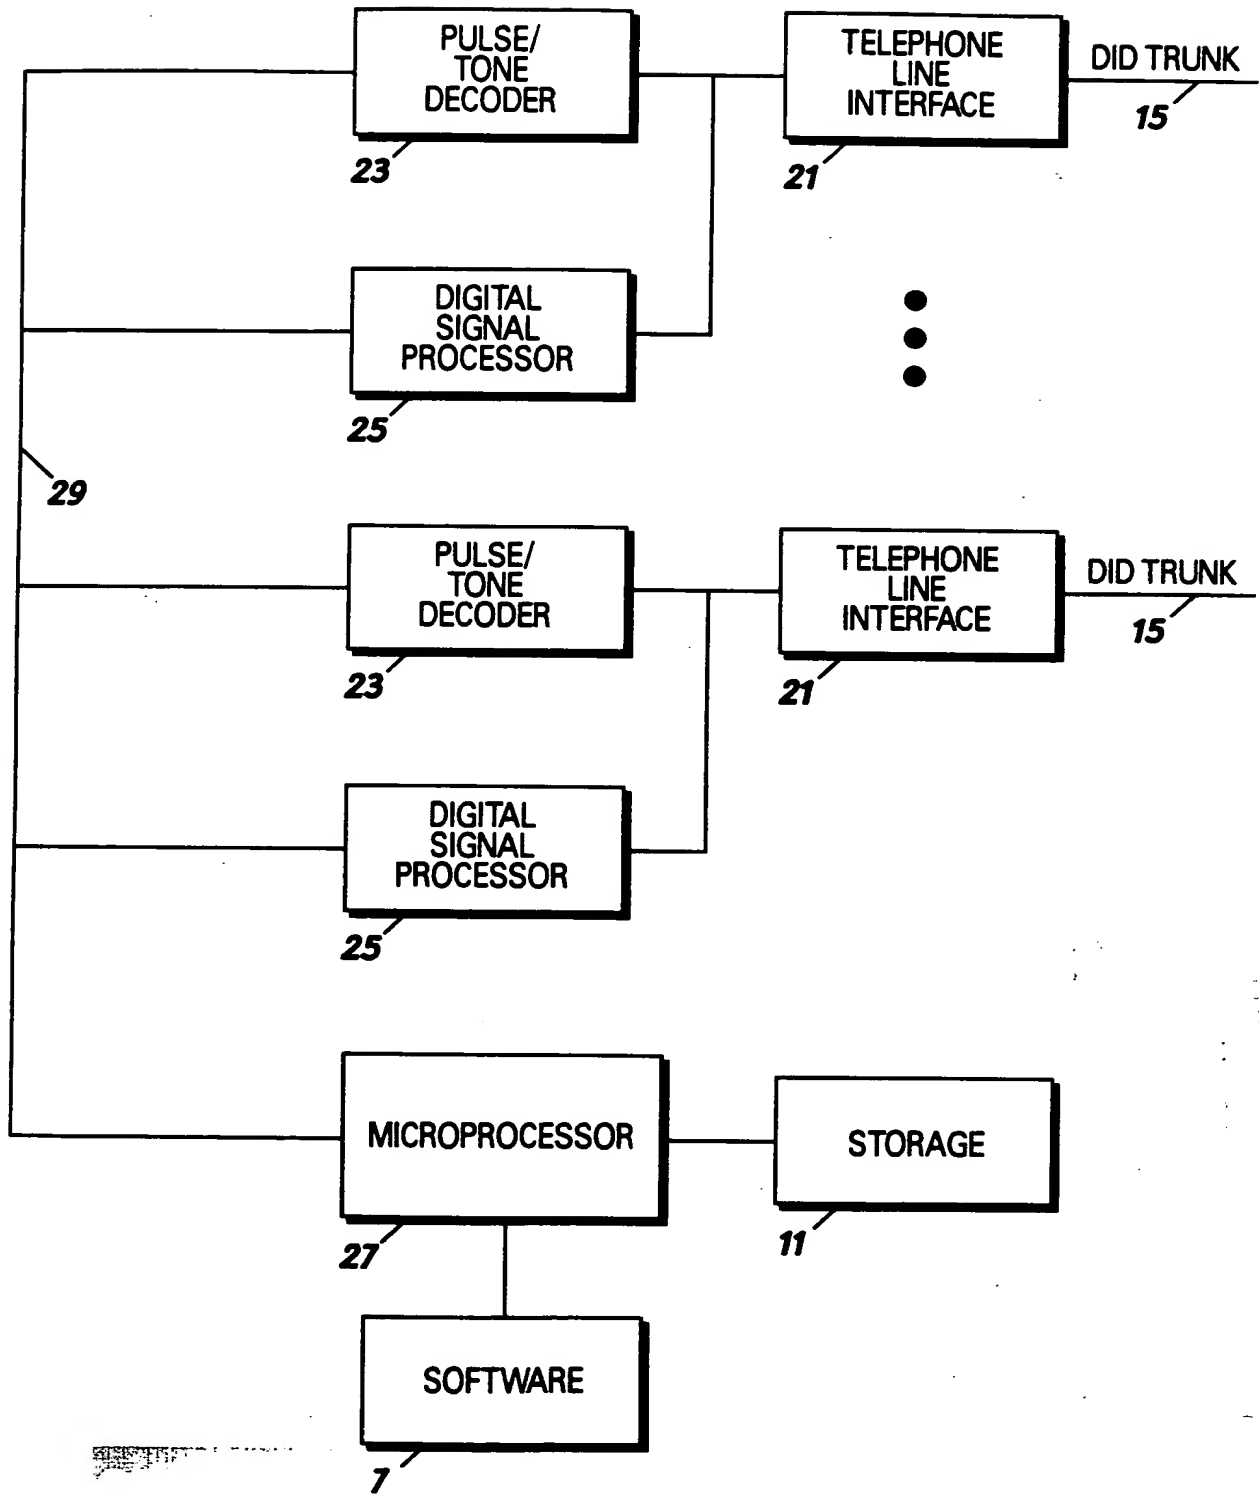 PULSE/
TONE
DECODER
23
TELEPHONE
LINE
INTERFACE
21
DID TRUNK
15
DIGITAL
SIGNAL
PROCESSOR
25
29
PULSE/
TONE
DECODER
23
TELEPHONE
LINE
INTERFACE
21
DID TRUNK
15
DIGITAL
SIGNAL
PROCESSOR
25
MICROPROCESSOR
27
STORAGE
11
SOFTWARE
7